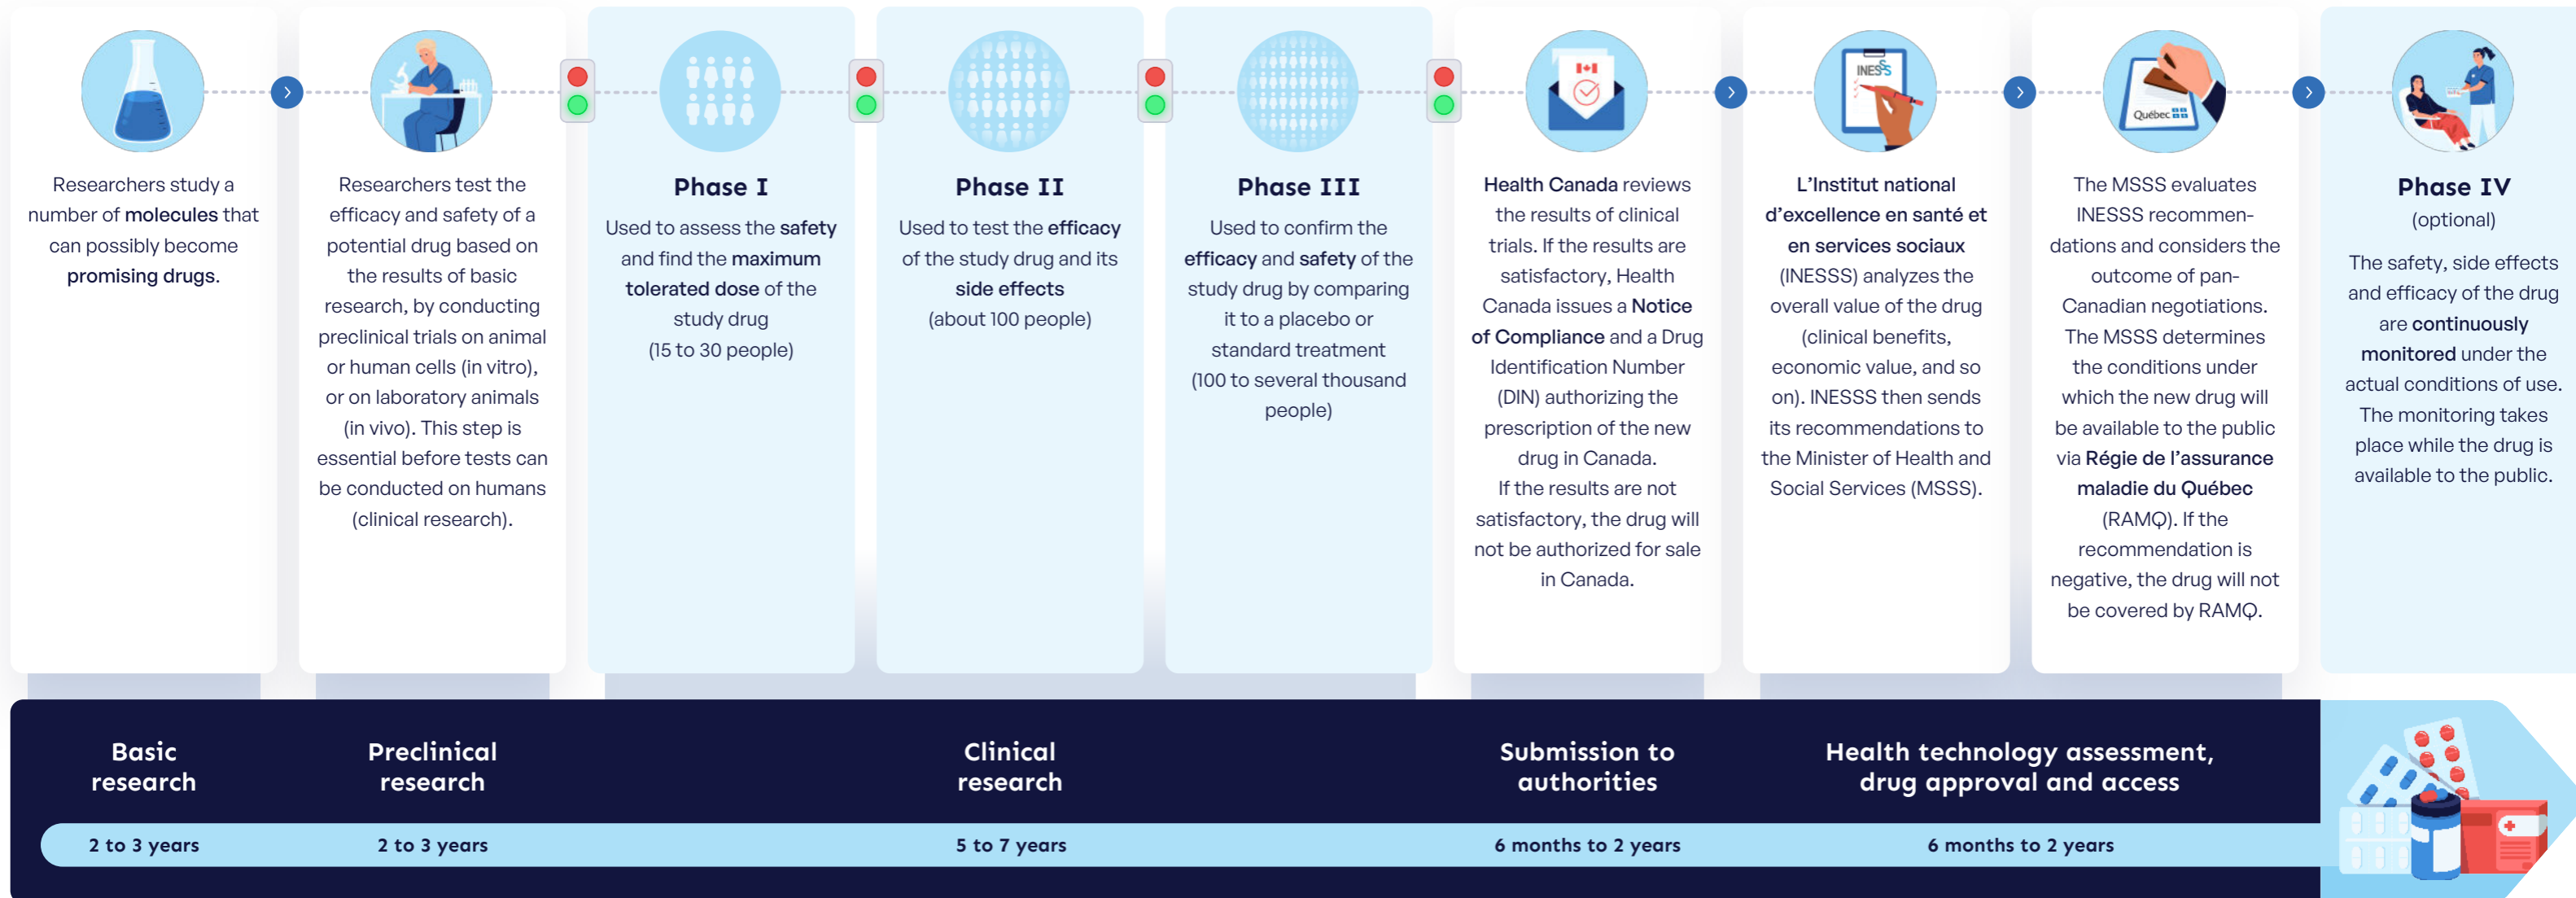 Researchers study a
number of molecules that
can possibly become
promising drugs.
Researchers test the
efficacy and safety of a
potential drug based on
the results of basic
research, by conducting
preclinical trials on animal
or human cells (in vitro),
or on laboratory animals
(in vivo). This step is
essential before tests can
be conducted on humans
(clinical research).
Phase I
Used to assess the safety
and find the maximum
tolerated dose of the
study drug
(15 to 30 people)
Phase II
Used to test the efficacy
of the study drug and its
side effects
(about 100 people)
Phase III
Used to confirm the
efficacy and safety of the
study drug by comparing
it to a placebo or
standard treatment
(100 to several thousand
people)
Health Canada reviews
the results of clinical
trials. If the results are
satisfactory, Health
Canada issues a Notice
of Compliance and a Drug
Identification Number
(DIN) authorizing the
prescription of the new
drug in Canada.
If the results are not
satisfactory, the drug will
not be authorized for sale
in Canada.
INESSS
L'Institut national
d'excellence en santé et
en services sociaux
(INESSS) analyzes the
overall value of the drug
(clinical benefits,
economic value, and so
on). INESSS then sends
its recommendations to
the Minister of Health and
Social Services (MSSS).
Québec
The MSSS evaluates
INESSS recommen-
dations and considers the
outcome of pan-
Canadian negotiations.
The MSSS determines
the conditions under
which the new drug will
be available to the public
via Régie de l'assurance
maladie du Québec
(RAMQ). If the
recommendation is
negative, the drug will not
be covered by RAMQ.
Phase IV
(optional)
The safety, side effects
and efficacy of the drug
are continuously
monitored under the
actual conditions of use.
The monitoring takes
place while the drug is
available to the public.
Basic
research
2 to 3 years
Preclinical
research
2 to 3 years
Clinical
research
5 to 7 years
Submission to
authorities
6 months to 2 years
Health technology assessment,
drug approval and access
6 months to 2 years